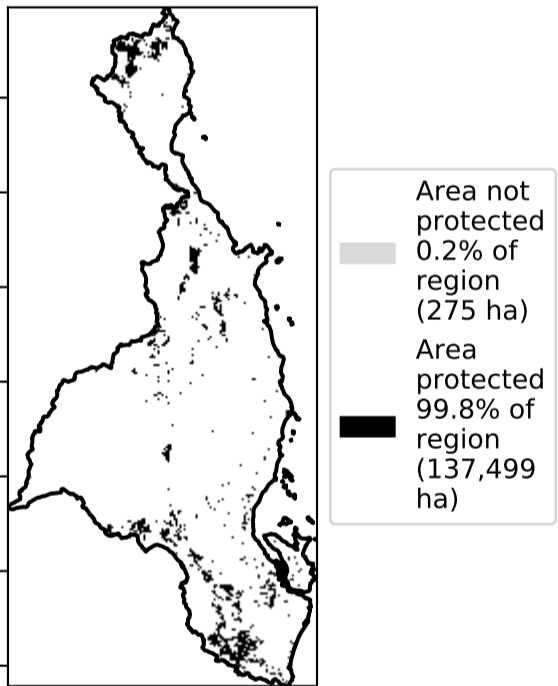 Area not
protected
0.2% of
region
(275 ha)
Area
protected
99.8% of
region
(137,499
ha)